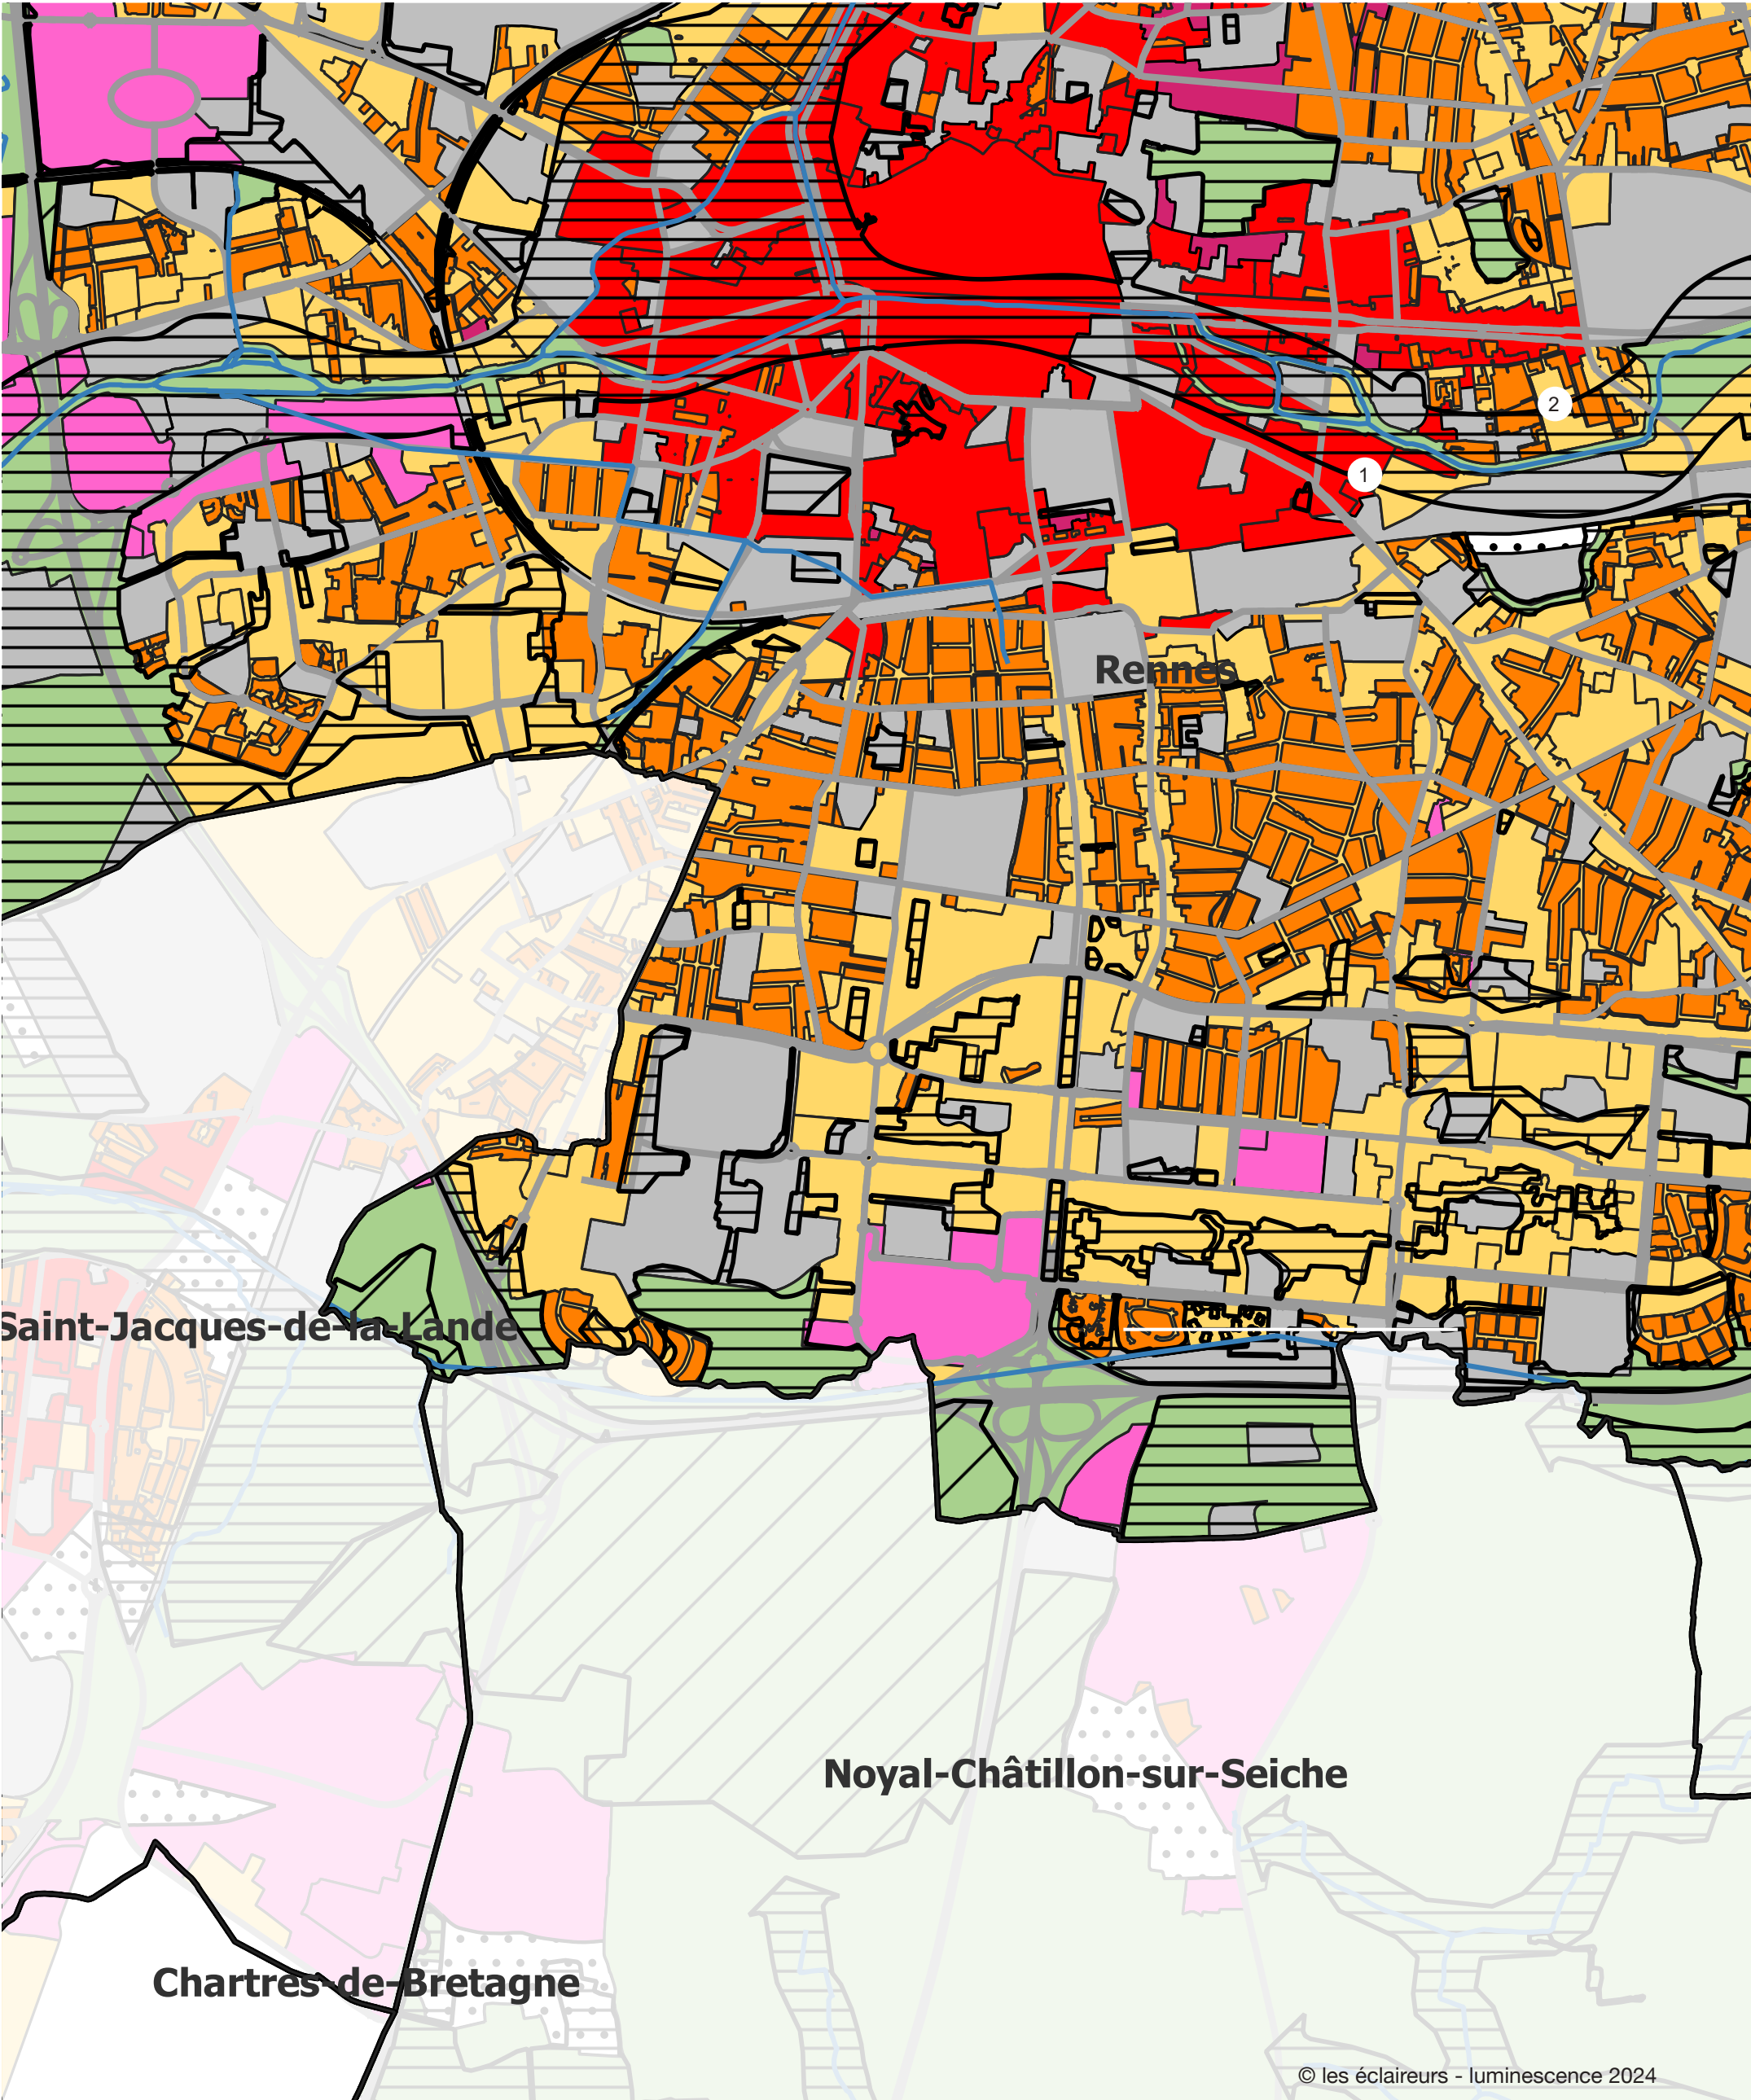 2
1
Rennes
Saint-Jacques-de-la-Lande
Noyal-Châtillon-sur-Seiche
Chartres-de-Bretagne
© les éclaireurs - luminescence 2024